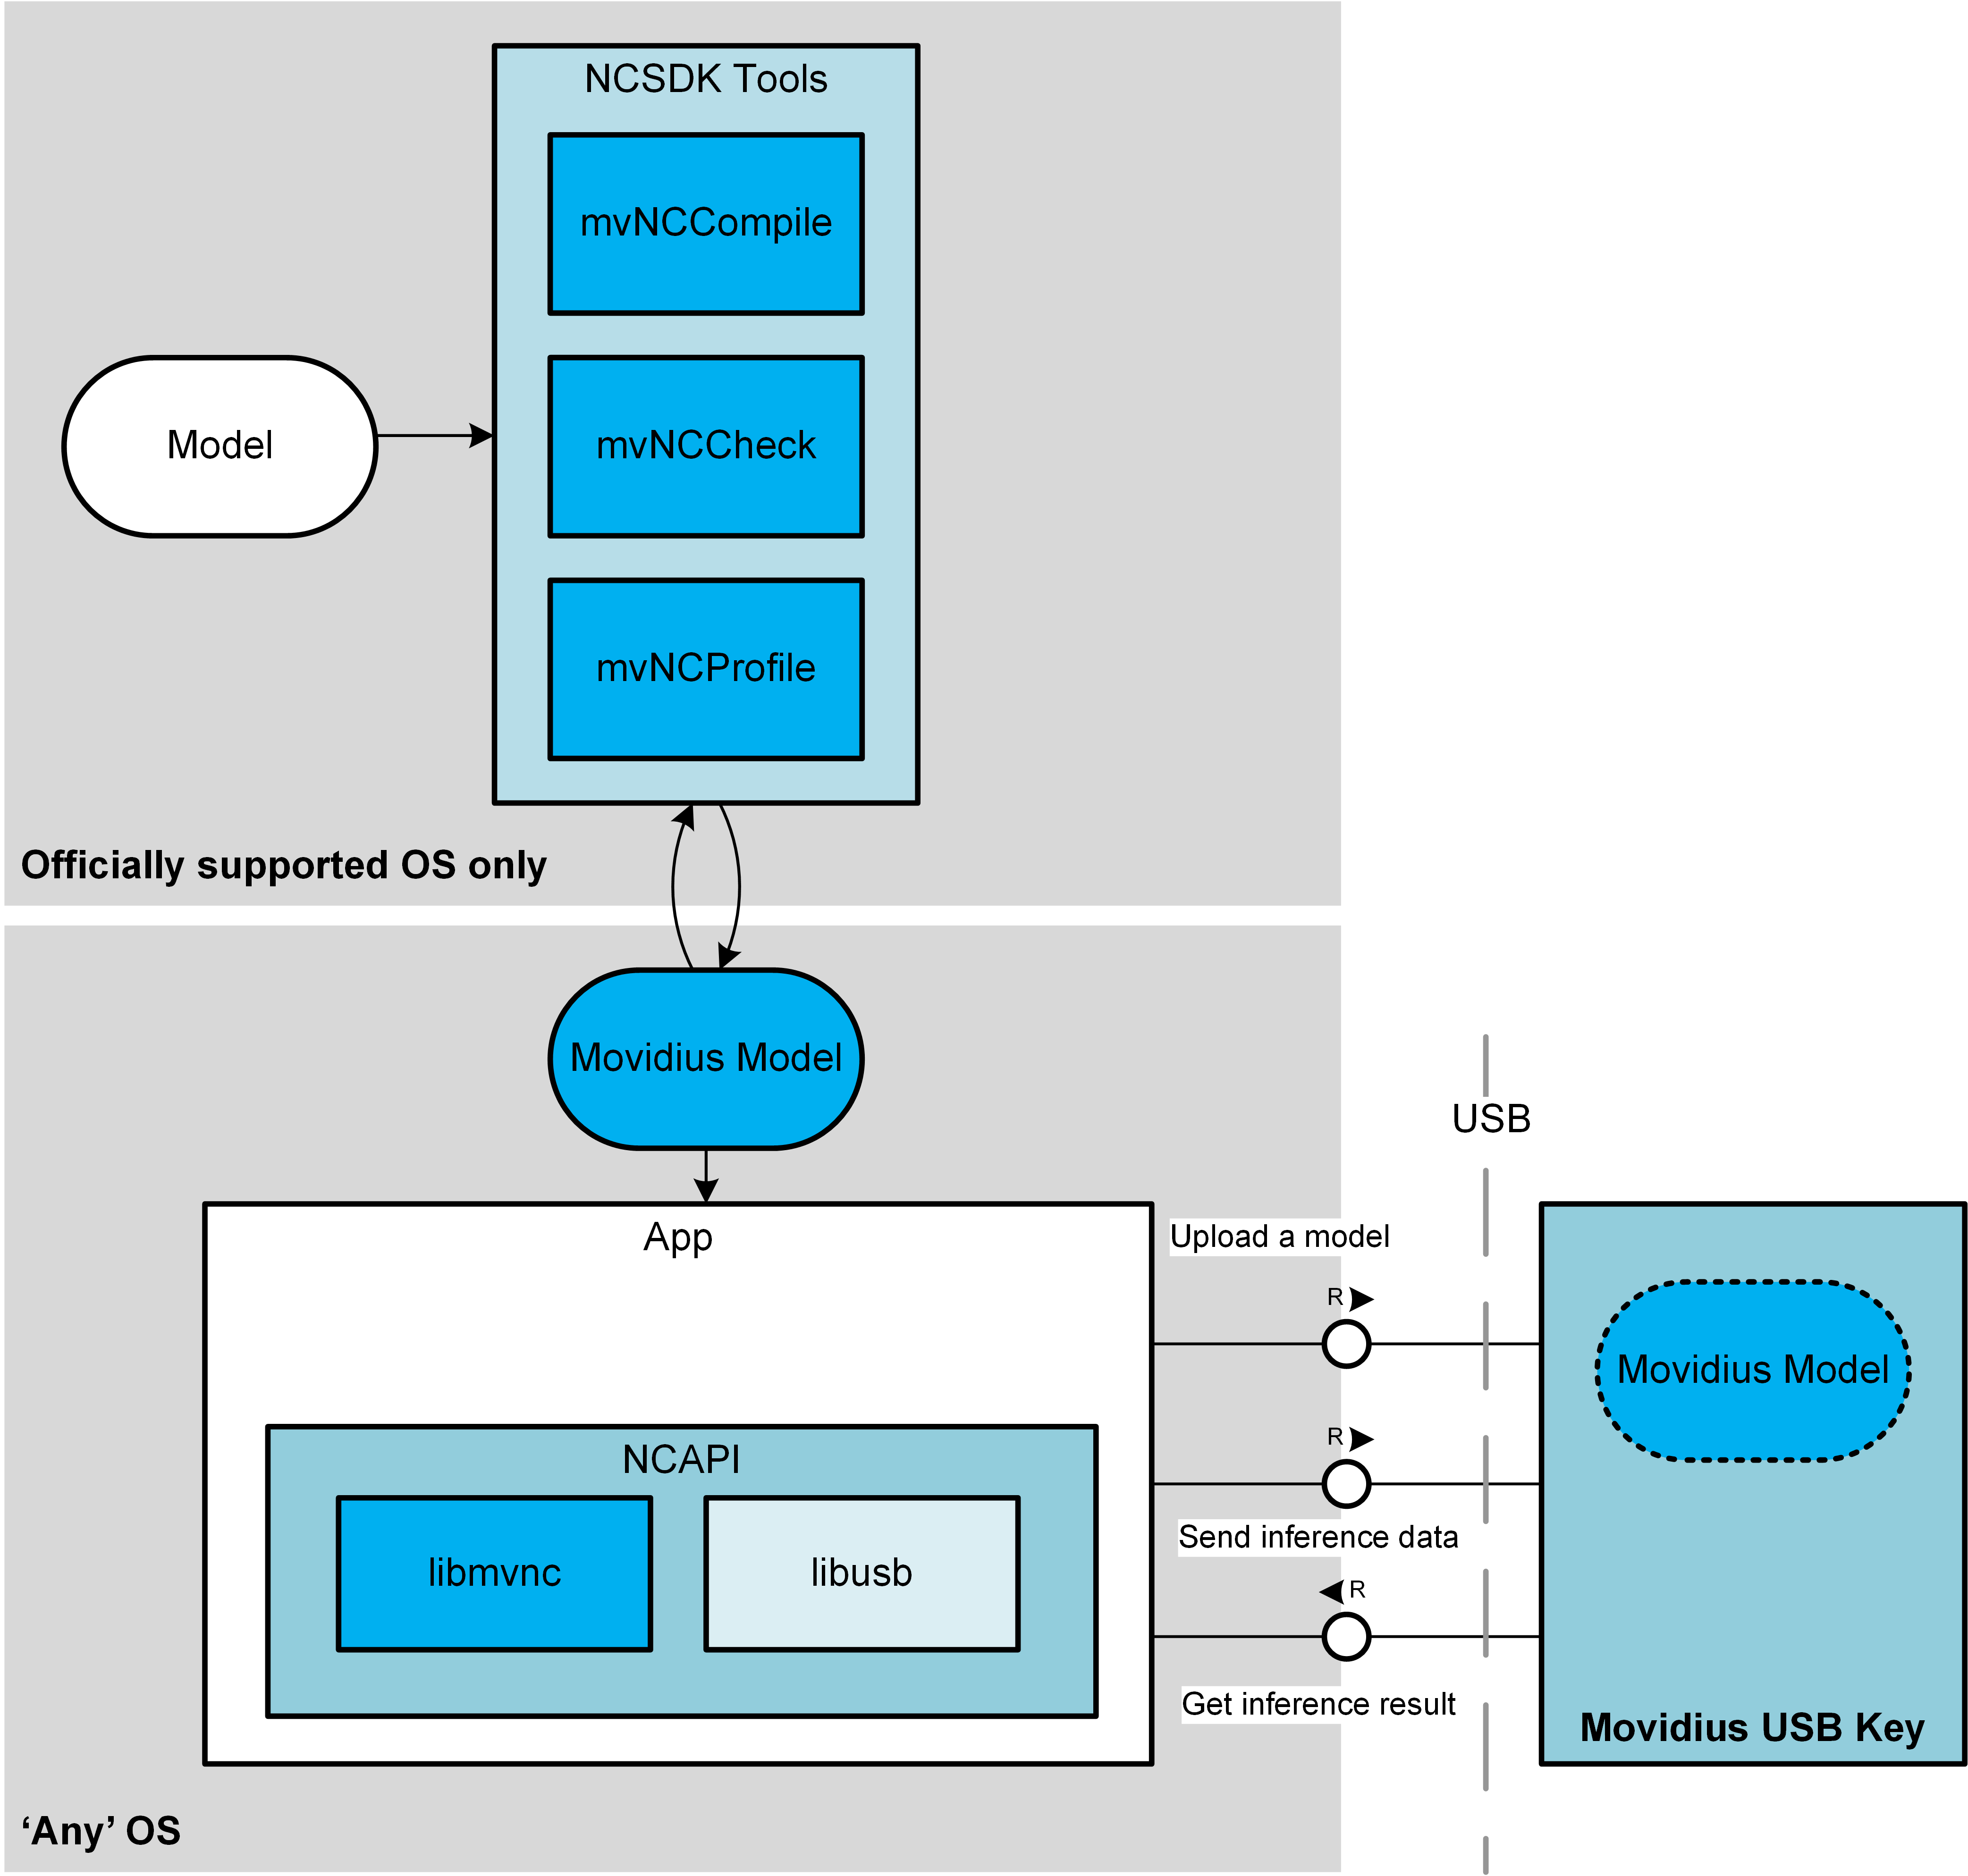 NCSDK Tools
mvNCCompile
Model
mvNCCheck
mvNCProfile
Officially supported OS only
Movidius Model
USB
App
Upload a model
R
Movidius Model
R
NCAPI
Send inference data
libmvnc
libusb
R
Get inference result
Movidius USB Key
‘Any’ OS